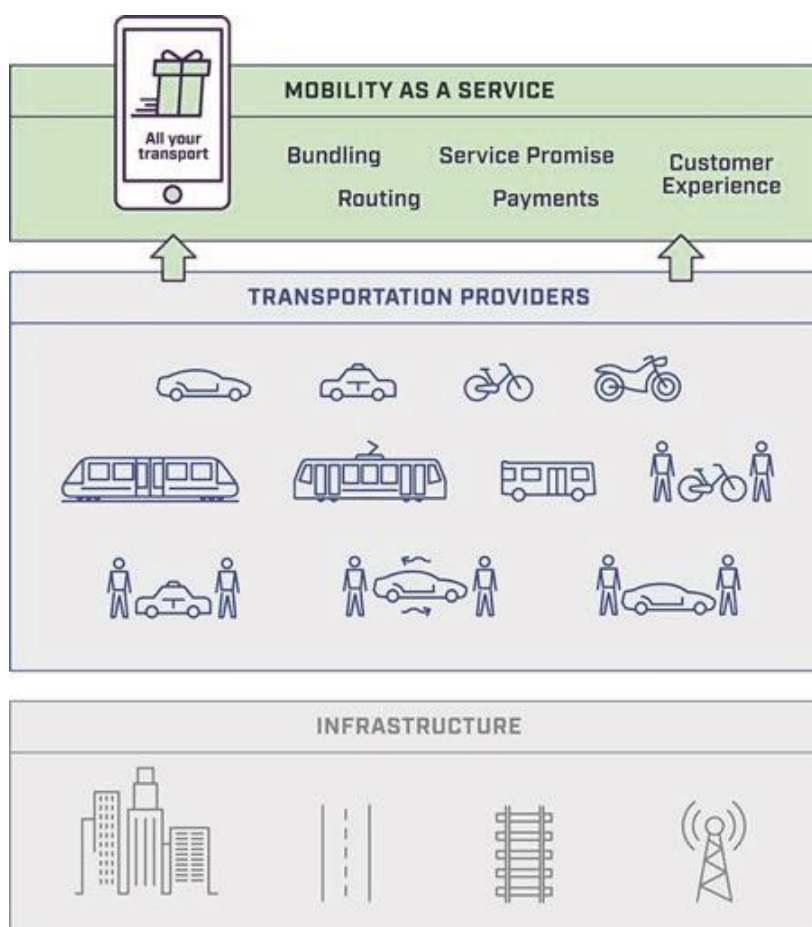 MOBILITY AS A SERVICE
All your
transport
Bundling
Service Promise
Customer
Experience
Routing
Payments
TRANSPORTATION PROVIDERS
T
T
INFRASTRUCTURE